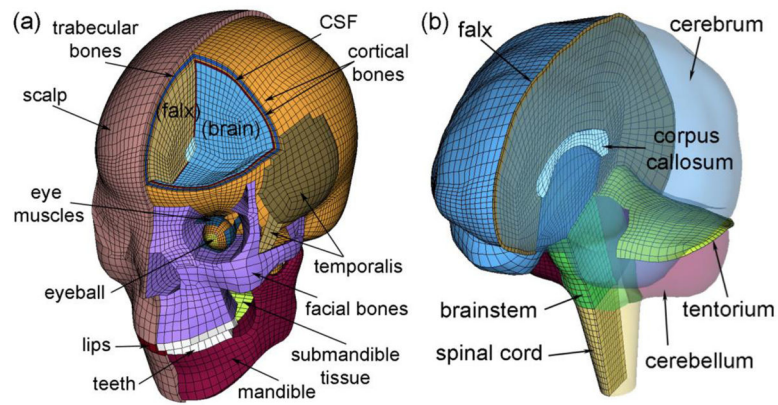 (a)
trabecular
bones
CSF
cortical
bones
scalp
(falx)
(brain)
eye
muscles
eyeball
temporalis
facial bones
lips
teeth
submandible
tissue
mandible
(b)
falx
cerebrum
corpus
callosum
brainstem
tentorium
spinal cord
cerebellum